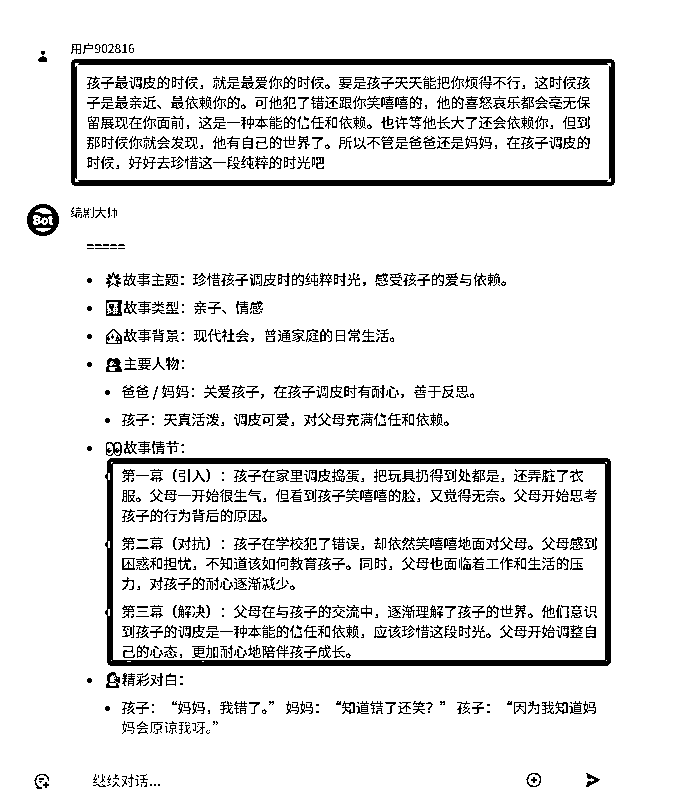 用户902816
孩子最调皮的时候，就是最爱你的时候。要是孩子天天能把你烦得不行，这时候孩
子是最亲近、最依赖你的。可他犯了错还跟你笑嘻嘻的，他的喜怒哀乐都会毫无保
留展现在你面前，这是一种本能的信任和依赖。也许等他长大了还会依赖你，但到
那时候你就会发现，他有自己的世界了。所以不管是爸爸还是妈妈，在孩子调皮的
时候，好好去珍惜这一段纯粹的时光吧
Bot
编剧大师
=====
故事主题：珍惜孩子调皮时的纯粹时光，感受孩子的爱与依赖。
故事类型：亲子、情感
故事背景：现代社会，普通家庭的日常生活。
主要人物：
爸爸 / 妈妈：关爱孩子，在孩子调皮时有耐心，善于反思。
孩子：天真活泼，调皮可爱，对父母充满信任和依赖。
故事情节：
第一幕（引入）：孩子在家里调皮捣蛋，把玩具扔得到处都是，还弄脏了衣
服。父母一开始很生气，但看到孩子笑嘻嘻的脸，又觉得无奈。父母开始思考
孩子的行为背后的原因。
第二幕（对抗）：孩子在学校犯了错误，却依然笑嘻嘻地面对父母。父母感到
困惑和担忧，不知道该如何教育孩子。同时，父母也面临着工作和生活的压
力，对孩子的耐心逐渐减少。
第三幕（解决）：父母在与孩子的交流中，逐渐理解了孩子的世界。他们意识
到孩子的调皮是一种本能的信任和依赖，应该珍惜这段时光。父母开始调整自
己的心态，更加耐心地陪伴孩子成长。
精彩对白：
孩子：“妈妈，我错了。” 妈妈：“知道错了还笑？” 孩子：“因为我知道妈
妈会原谅我呀。”
继续对话...